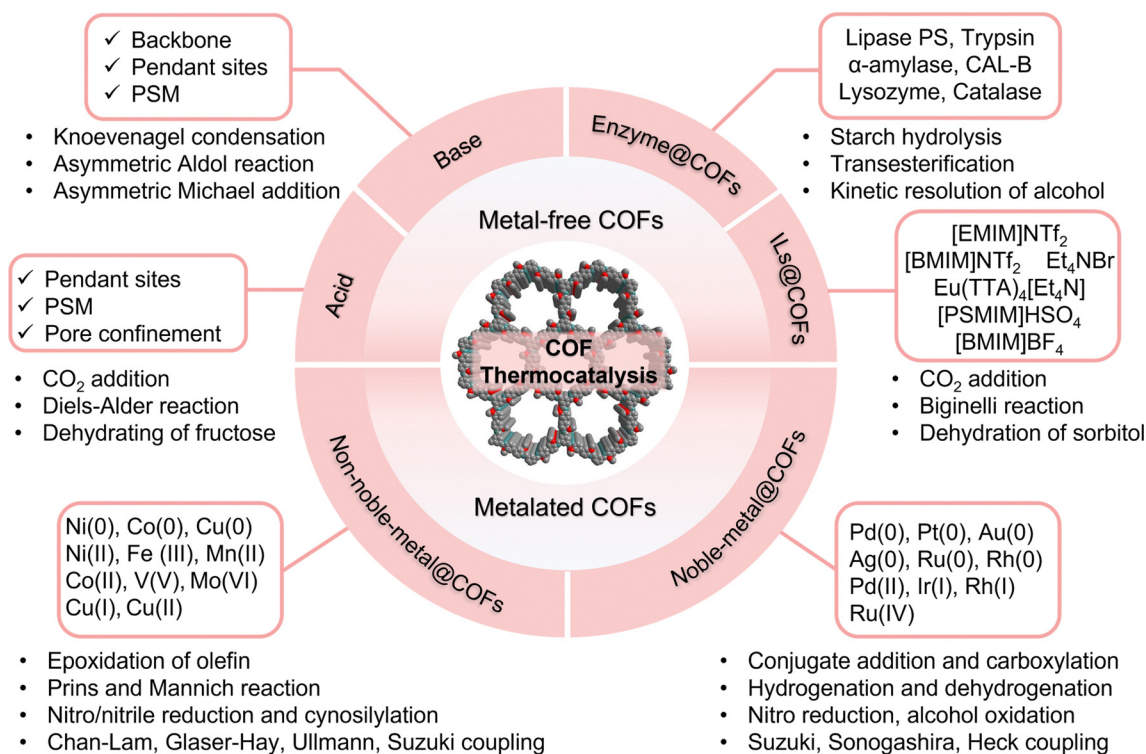 ✓ Backbone
✓ Pendant sites
✓ PSM
• Knoevenagel condensation
• Asymmetric Aldol reaction
• Asymmetric Michael addition
Base
Enzyme@COFs
Lipase PS, Trypsin
α-amylase, CAL-B
Lysozyme, Catalase
• Starch hydrolysis
• Transesterification
• Kinetic resolution of alcohol
Metal-free COFs
✓ Pendant sites
✓ PSM
✓ Pore confinement
• CO₂ addition
• Diels-Alder reaction
• Dehydrating of fructose
Acid
ILs@COFs
[EMIM]NTf₂
[BMIM]NTf₂ Et₄NBr
Eu(TTA)₄[Et₄N]
[PSMIM]HSO₄
[BMIM]BF₄
• CO₂ addition
• Biginelli reaction
• Dehydration of sorbitol
COF
Thermocatalysis
Metalated COFs
Non-noble-metal@COFs
Noble-metal@COFs
Ni(0), Co(0), Cu(0)
Ni(II), Fe (III), Mn(II)
Co(II), V(V), Mo(VI)
Cu(I), Cu(II)
• Epoxidation of olefin
• Prins and Mannich reaction
• Nitro/nitrile reduction and cynosilylation
• Chan-Lam, Glaser-Hay, Ullmann, Suzuki coupling
Pd(0), Pt(0), Au(0)
Ag(0), Ru(0), Rh(0)
Pd(II), Ir(I), Rh(I)
Ru(IV)
• Conjugate addition and carboxylation
• Hydrogenation and dehydrogenation
• Nitro reduction, alcohol oxidation
• Suzuki, Sonogashira, Heck coupling